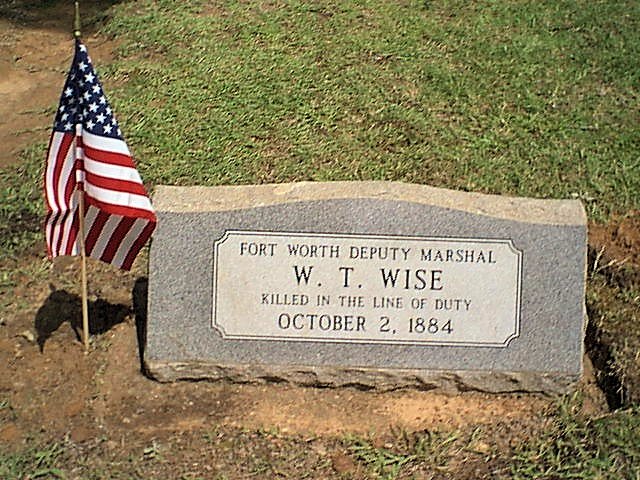 FORT WORTH DEPUTY MARSHAL
W. T. WISE
KILLED IN THE LINE OF DUTY
OCTOBER 2, 1884